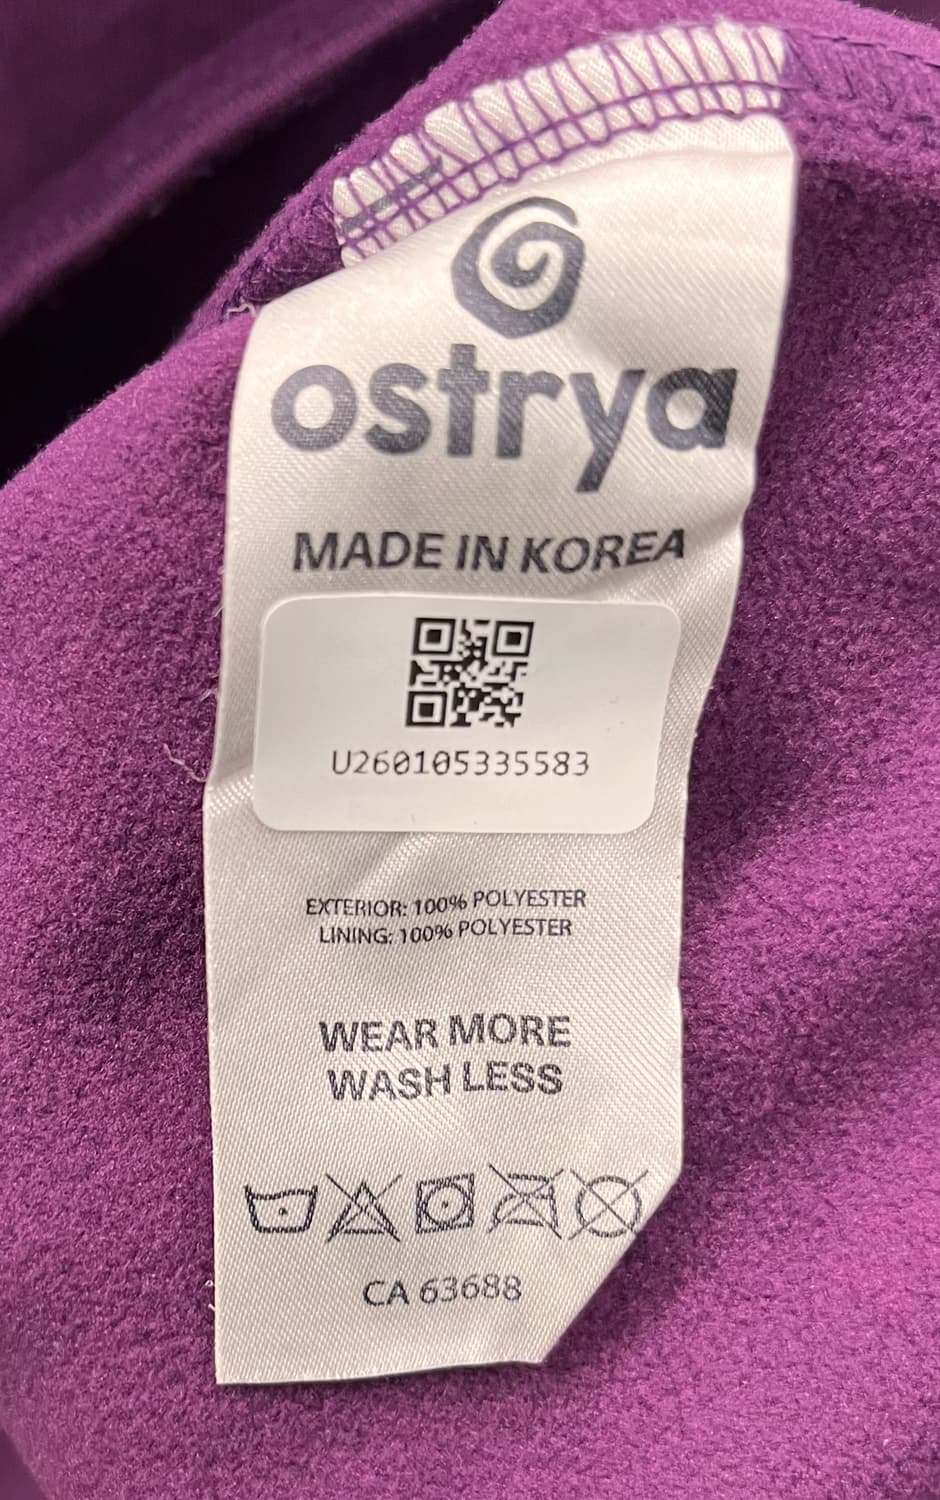 ostrya
MADE IN KOREA
U260105335583
EXTERIOR: 100% POLYESTER
LINING: 100% POLYESTER
WEAR MORE
WASH LESS
CA 63688